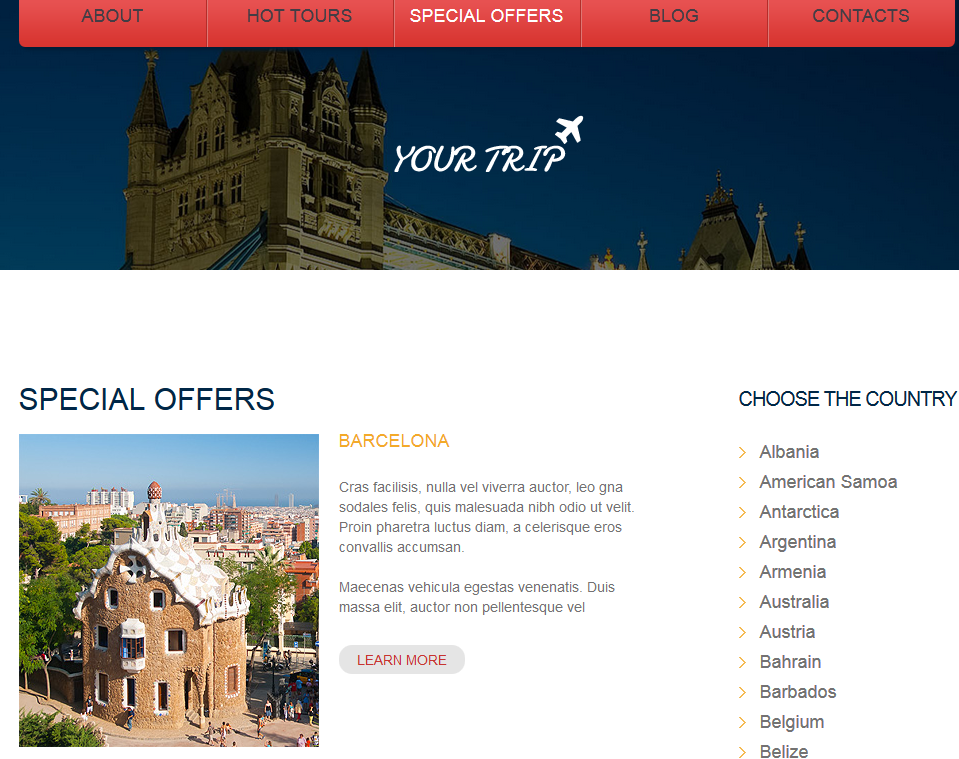 ABOUT
HOT TOURS
SPECIAL OFFERS
BLOG
CONTACTS
YOUR TRIP
SPECIAL OFFERS
BARCELONA
Cras facilisis, nulla vel viverra auctor, leo gna
sodales felis, quis malesuada nibh odio ut velit.
Proin pharetra luctus diam, a celerisque eros
convallis accumsan.
Maecenas vehicula egestas venenatis. Duis
massa elit, auctor non pellentesque vel
LEARN MORE
CHOOSE THE COUNTRY
Albania
American Samoa
Antarctica
Argentina
Armenia
Australia
Austria
Bahrain
Barbados
Belgium
Belize